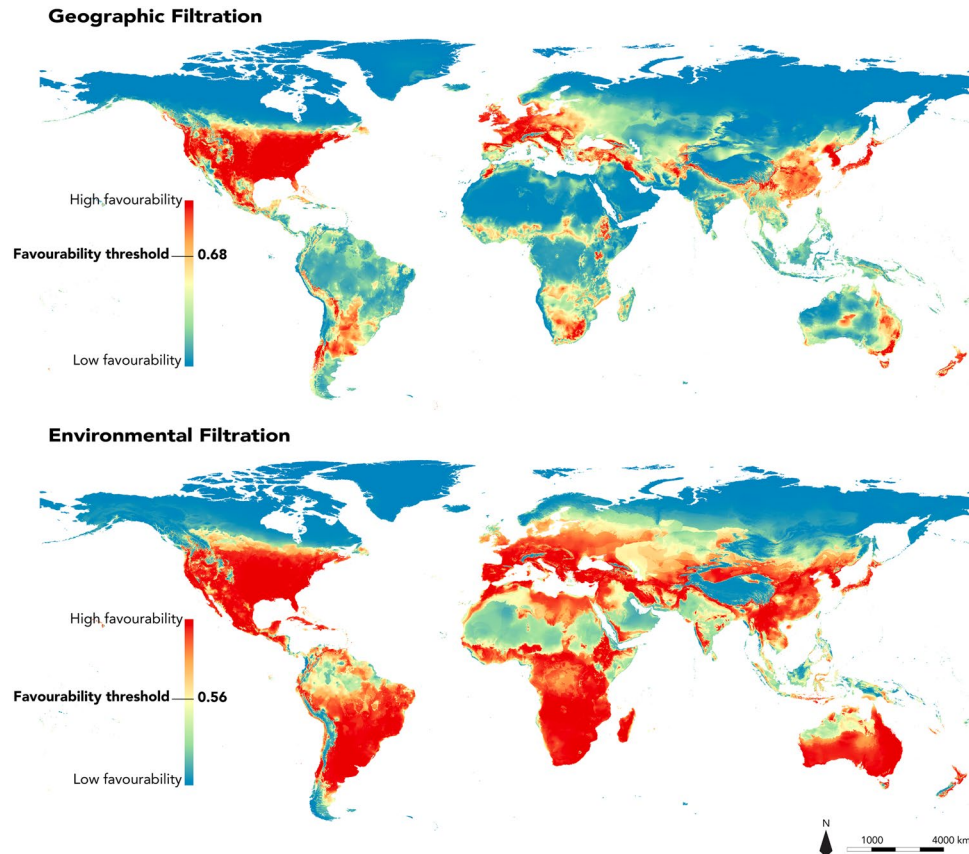 Geographic Filtration
High favourability
Favourability threshold 0.68
Low favourability
Environmental Filtration
High favourability
Favourability threshold 0.56
Low favourability
N
1000 4000 km